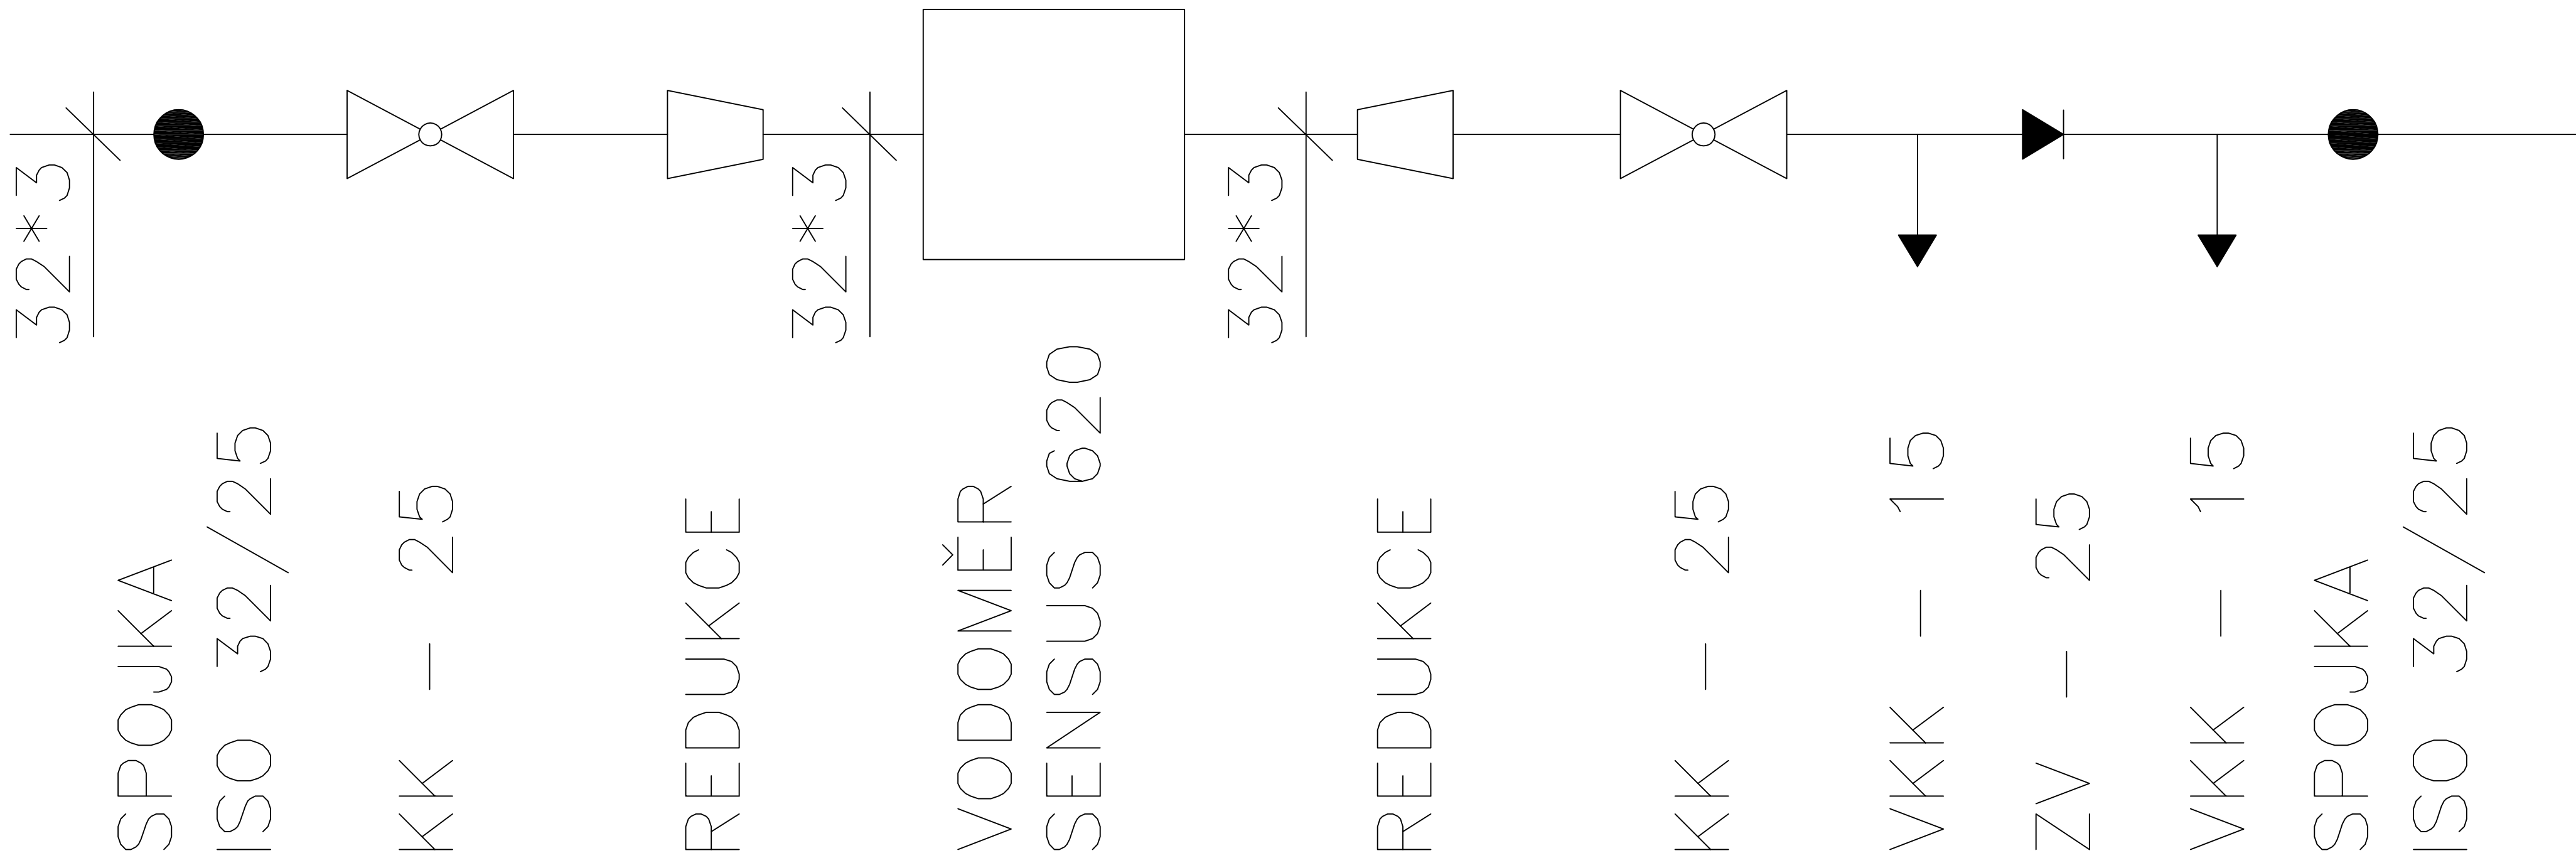 32*3
32*3
32*3
SPOJKA
ISO 32/25
KK – 25
REDUKCE
VODOMĚR
SENSUS 620
REDUKCE
KK – 25
VKK – 15
ZV – 25
VKK – 15
SPOJKA
ISO 32/25